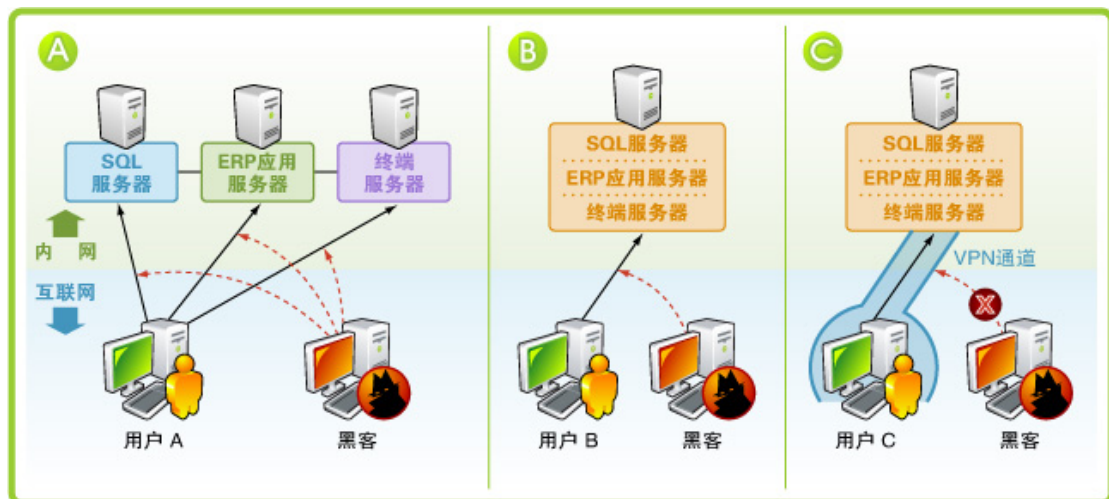 A
SQL
服务器
ERP应用
服务器
终端
服务器
内 网
互联网
用户 A
黑客
B
SQL服务器
ERP应用服务器
终端服务器
用户 B
黑客
C
SQL服务器
ERP应用服务器
终端服务器
VPN通道
X
用户 C
黑客